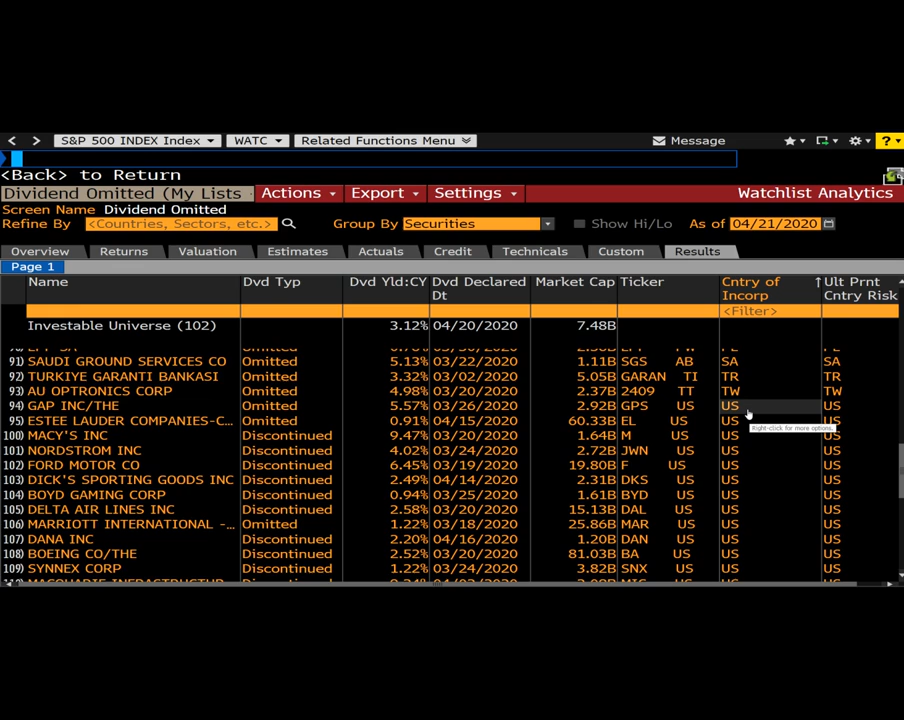 S&P 500 INDEX Index WATC Related Functions Menu Message
<Back> to Return
Dividend Omitted (My Lists Actions Export Settings Watchlist Analytics
Screen Name Dividend Omitted
Refine By <Countries, Sectors, etc.> Group By Securities Show Hi/Lo As of 04/21/2020
Overview Returns Valuation Estimates Actuals Credit Technicals Custom Results
Page 1
Name Dvd Typ Dvd Yld:CY Dvd Declared Dt Market Cap Ticker Cntry of Incorp Ult Prnt Cntry Risk
<Filter>
Investable Universe (102) 3.12% 04/20/2020 7.48B
91) SAUDI GROUND SERVICES CO Omitted 5.13% 03/22/2020 1.11B SGS AB SA SA
92) TURKIYE GARANTI BANKASI Omitted 3.32% 03/02/2020 5.05B GARAN TI TR TR
93) AU OPTRONICS CORP Omitted 4.98% 03/20/2020 2.37B 2409 TT TW TW
94) GAP INC/THE Omitted 5.57% 03/26/2020 2.92B GPS US US US
95) ESTEE LAUDER COMPANIES-C... Omitted 0.91% 04/15/2020 60.33B EL US US US
Right-click for more options.
100) MACY'S INC Discontinued 9.47% 03/20/2020 1.64B M US US US
101) NORDSTROM INC Discontinued 4.02% 03/24/2020 2.72B JWN US US US
102) FORD MOTOR CO Discontinued 6.45% 03/19/2020 19.80B F US US US
103) DICK'S SPORTING GOODS INC Discontinued 2.49% 04/14/2020 2.31B DKS US US US
104) BOYD GAMING CORP Discontinued 0.94% 03/25/2020 1.61B BYD US US US
105) DELTA AIR LINES INC Discontinued 2.58% 03/20/2020 15.13B DAL US US US
106) MARRIOTT INTERNATIONAL -... Omitted 1.22% 03/18/2020 25.86B MAR US US US
107) DANA INC Discontinued 2.20% 04/16/2020 1.20B DAN US US US
108) BOEING CO/THE Discontinued 2.52% 03/20/2020 81.03B BA US US US
109) SYNNEX CORP Discontinued 1.22% 03/24/2020 3.82B SNX US US US